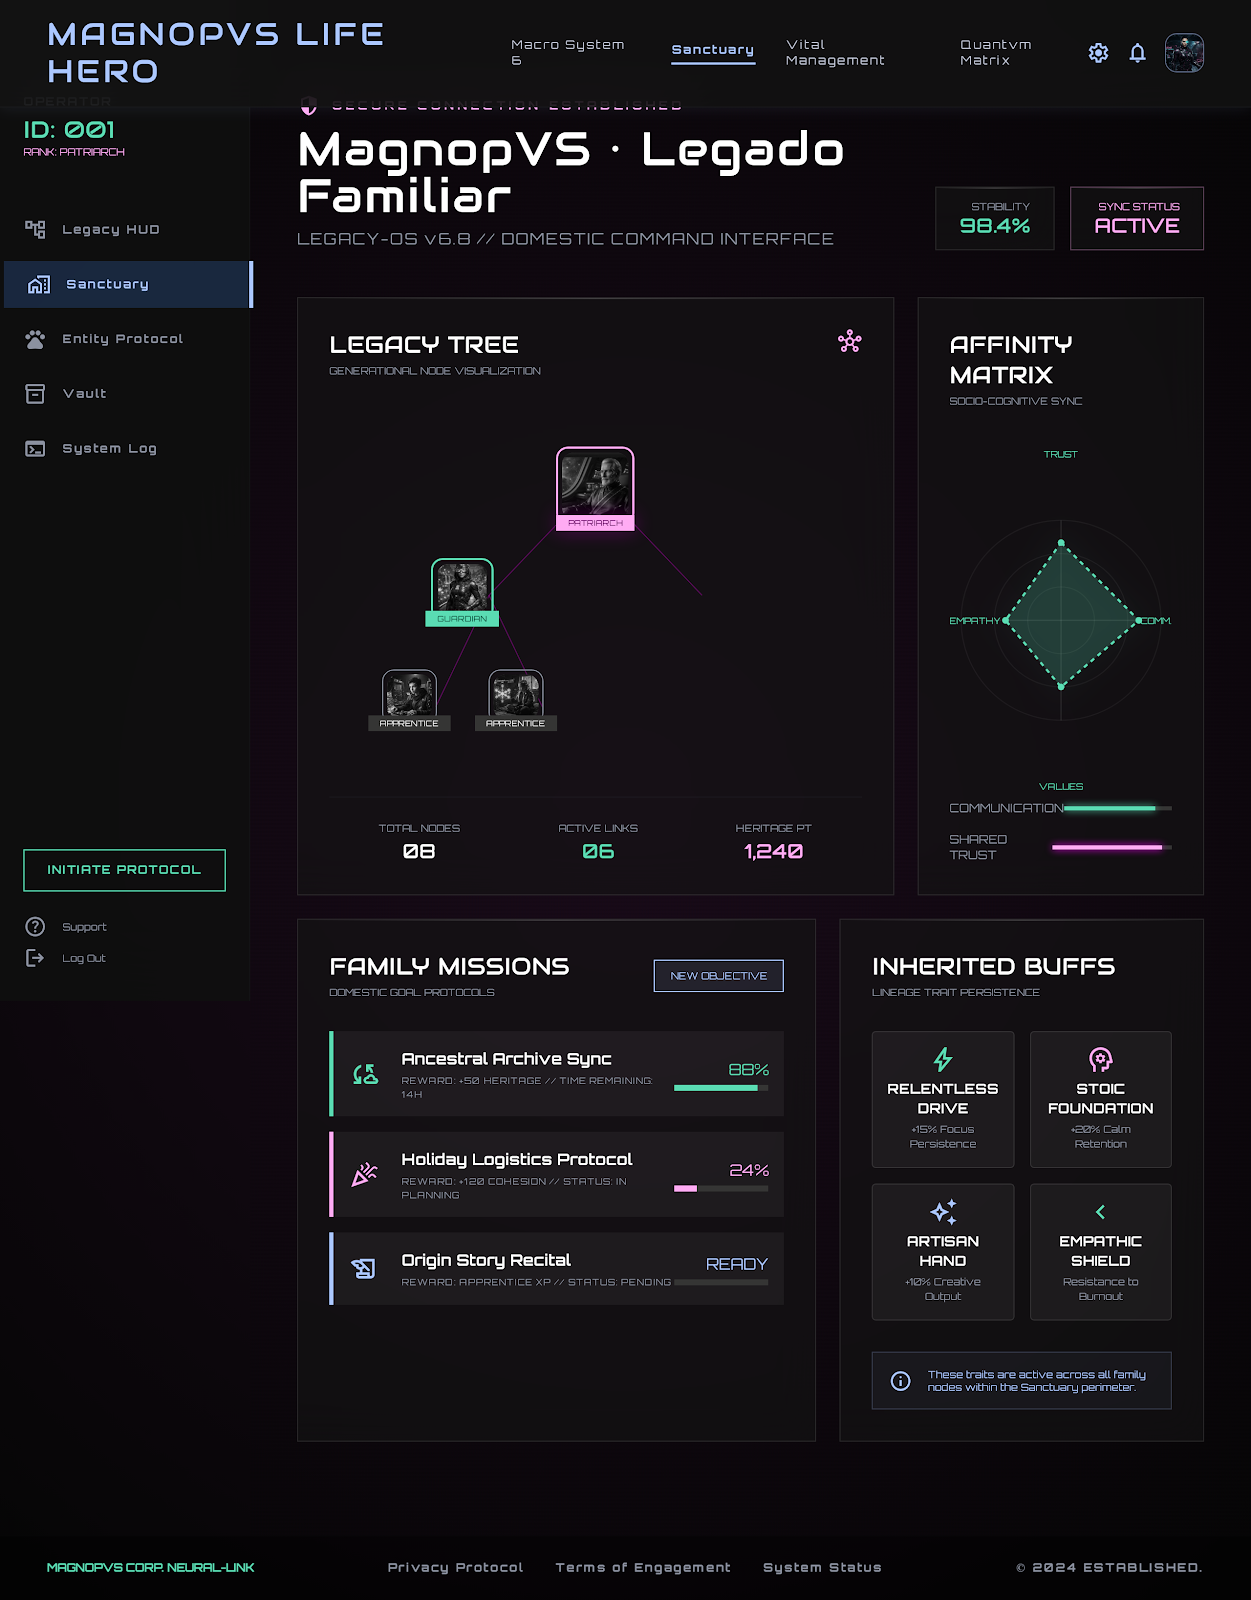 MAGNOPVS LIFE
HERO
Macro System
6
Sanctuary
Vital
Management
Quantvm
Matrix
OPERATOR
ID: 001
RANK: PATRIARCH
Legacy HUD
Sanctuary
Entity Protocol
Vault
System Log
INITIATE PROTOCOL
Support
Log Out
SECURE CONNECTION ESTABLISHED
MagnopVS · Legado
Familiar
LEGACY-OS v6.8 // DOMESTIC COMMAND INTERFACE
STABILITY
98.4%
SYNC STATUS
ACTIVE
LEGACY TREE
GENERATIONAL NODE VISUALIZATION
PATRIARCH
GUARDIAN
APPRENTICE
APPRENTICE
TOTAL NODES
08
ACTIVE LINKS
06
HERITAGE PT
1,240
AFFINITY
MATRIX
SOCIO-COGNITIVE SYNC
TRUST
EMPATHY
COMM.
VALUES
COMMUNICATION
SHARED
TRUST
FAMILY MISSIONS
DOMESTIC GOAL PROTOCOLS
NEW OBJECTIVE
Ancestral Archive Sync
REWARD: +50 HERITAGE // TIME REMAINING:
14H
88%
Holiday Logistics Protocol
REWARD: +120 COHESION // STATUS: IN
PLANNING
24%
Origin Story Recital
REWARD: APPRENTICE XP // STATUS: PENDING
READY
INHERITED BUFFS
LINEAGE TRAIT PERSISTENCE
RELENTLESS
DRIVE
+15% Focus
Persistence
STOIC
FOUNDATION
+20% Calm
Retention
ARTISAN
HAND
+10% Creative
Output
EMPATHIC
SHIELD
Resistance to
Burnout
These traits are active across all family
nodes within the Sanctuary perimeter.
MAGNOPVS CORP. NEURAL-LINK
Privacy Protocol
Terms of Engagement
System Status
© 2024 ESTABLISHED.